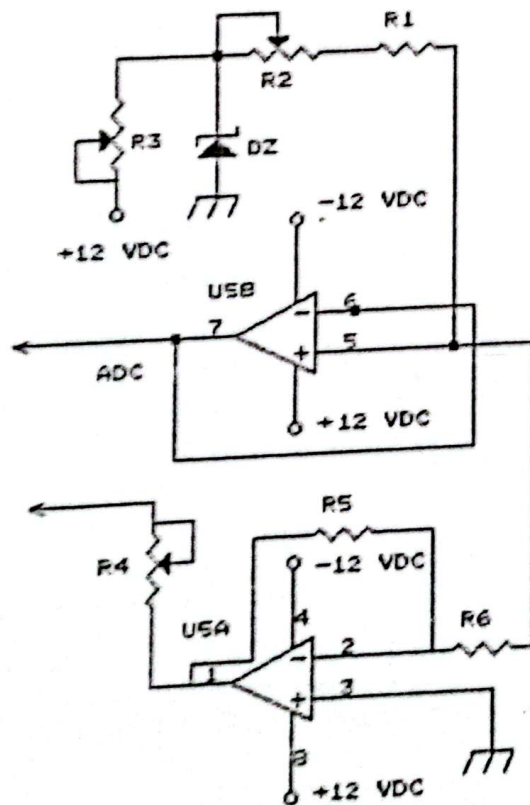 R1
R2
R3
DZ
+12 VDC
-12 VDC
U5B
6
7
5
ADC
+12 VDC
R5
R4
-12 VDC
4
U5A
R6
2
1
3
8
+12 VDC